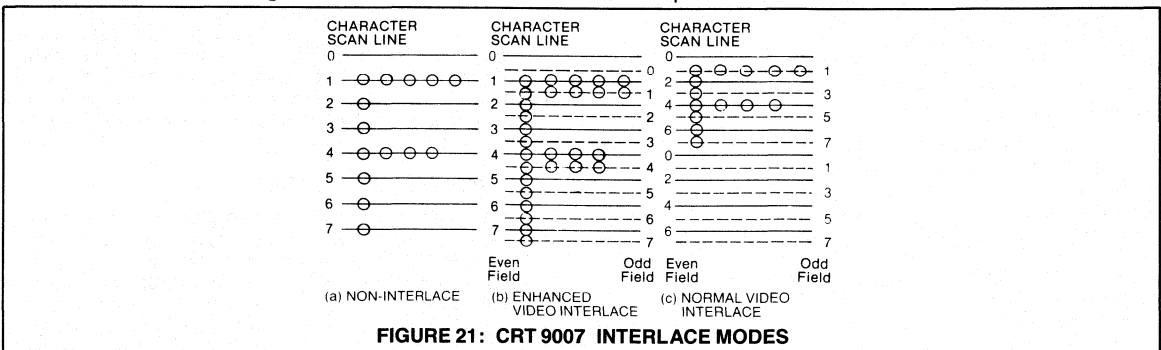 CHARACTER
SCAN LINE
0
1
2
3
4
5
6
7
(a) NON-INTERLACE
CHARACTER
SCAN LINE
0
0
1
1
2
2
3
3
4
4
5
5
6
6
7
7
Even
Field
Odd
Field
(b) ENHANCED
VIDEO INTERLACE
CHARACTER
SCAN LINE
0
1
2
3
4
5
6
7
0
1
2
3
4
5
6
7
Even
Field
Odd
Field
(c) NORMAL VIDEO
INTERLACE
FIGURE 21: CRT 9007 INTERLACE MODES